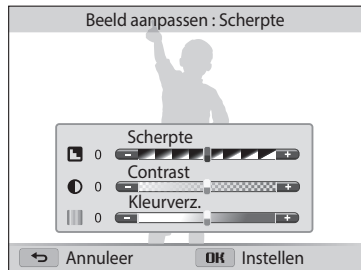 Beeld aanpassen : Scherpte
Scherpte
0
Contrast
0
Kleurverz.
0
Annuleer OK Instellen